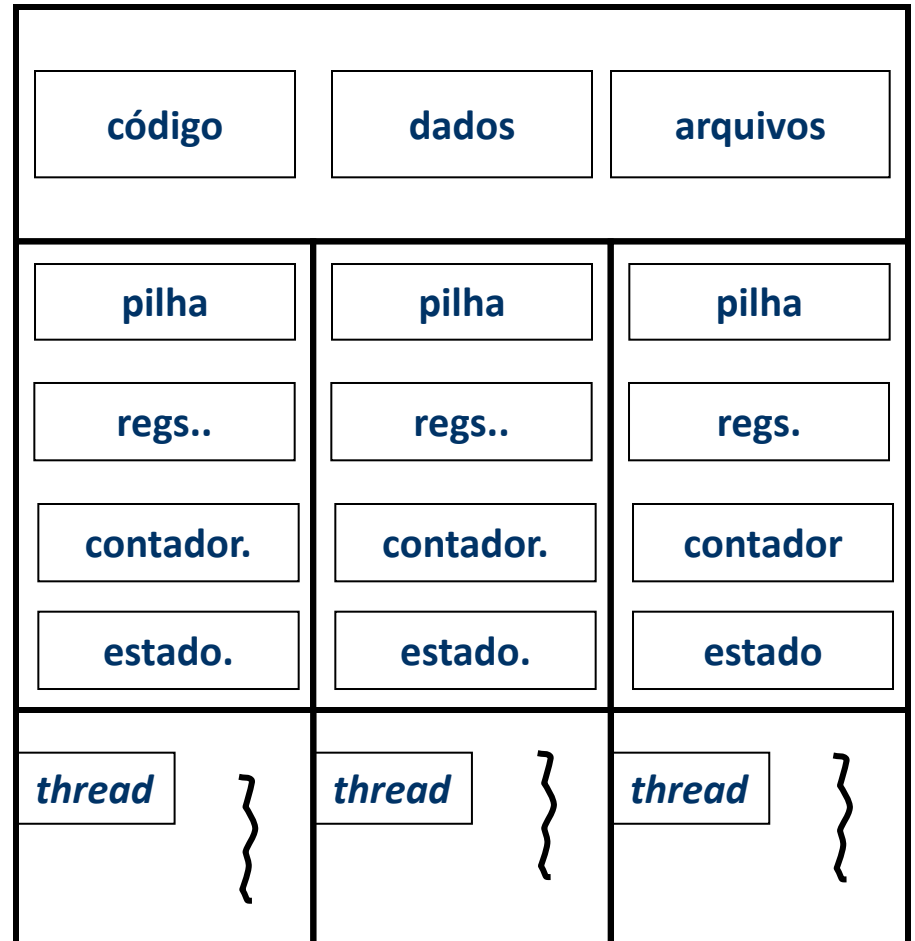 código dados arquivos
pilha pilha pilha
regs.. regs.. regs.
contador. contador. contador
estado. estado. estado
thread thread thread